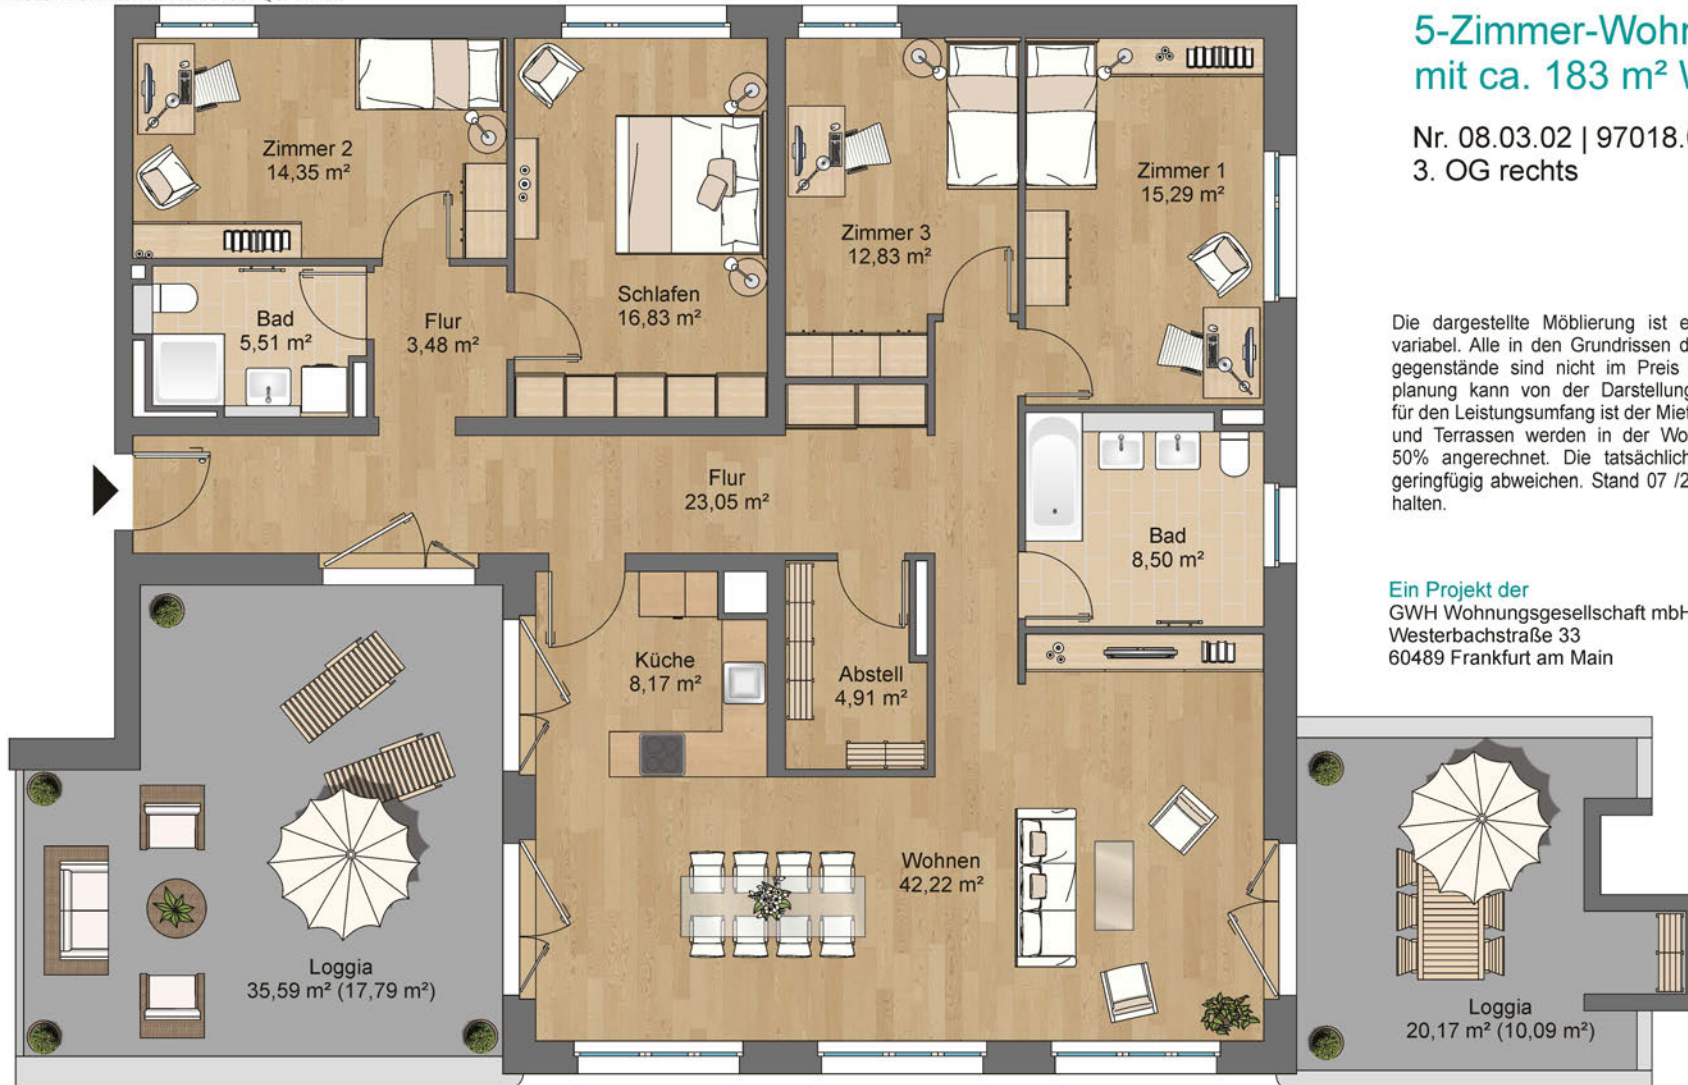 5-Zimmer-Wohn
mit ca. 183 m²
Nr. 08.03.02 | 97018.
3. OG rechts
Zimmer 2
14,35 m²
Schlafen
16,83 m²
Zimmer 3
12,83 m²
Zimmer 1
15,29 m²
Bad
5,51 m²
Flur
3,48 m²
Flur
23,05 m²
Bad
8,50 m²
Küche
8,17 m²
Abstell
4,91 m²
Wohnen
42,22 m²
Loggia
35,59 m² (17,79 m²)
Loggia
20,17 m² (10,09 m²)
Die dargestellte Möblierung ist e
variabel. Alle in den Grundrissen d
gegenstände sind nicht im Preis
planung kann von der Darstellung
für den Leistungsumfang ist der Miet
und Terrassen werden in der Wo
50% angerechnet. Die tatsächlich
geringfügig abweichen. Stand 07 /2
halten.
Ein Projekt der
GWH Wohnungsgesellschaft mbH
Westerbachstraße 33
60489 Frankfurt am Main